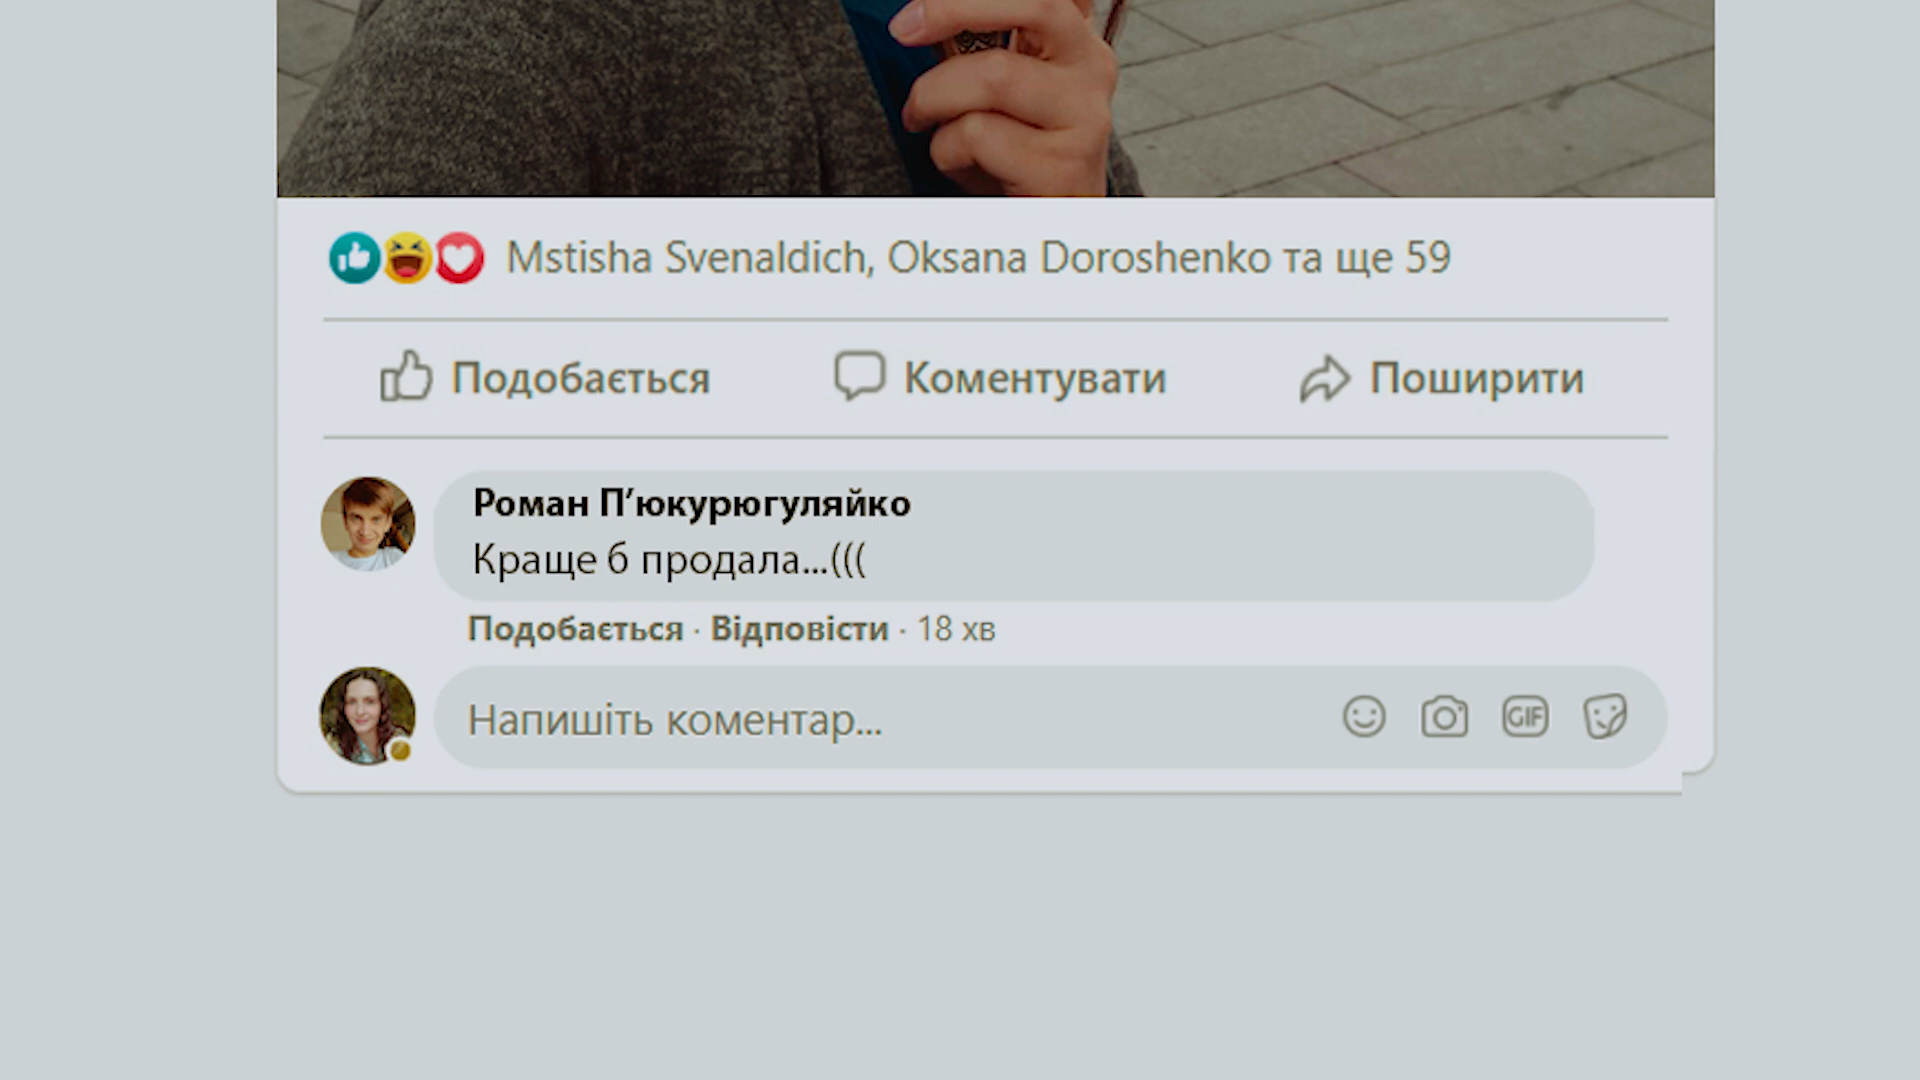 Mstisha Svenaldich, Oksana Doroshenko та ще 59
Подобається Коментувати Поширити
Роман П’юкурюгуляйко
Краще б продала...(((
Подобається · Відповісти · 18 хв
Напишіть коментар...
GIF